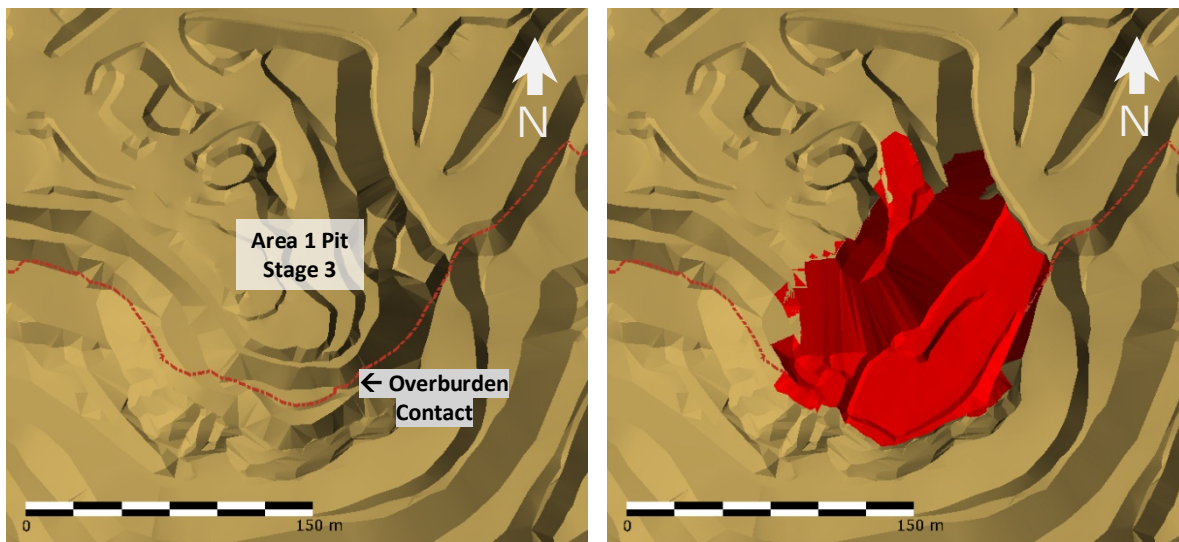 N
Area 1 Pit
Stage 3
← Overburden
Contact
0
150 m
N
0
150 m